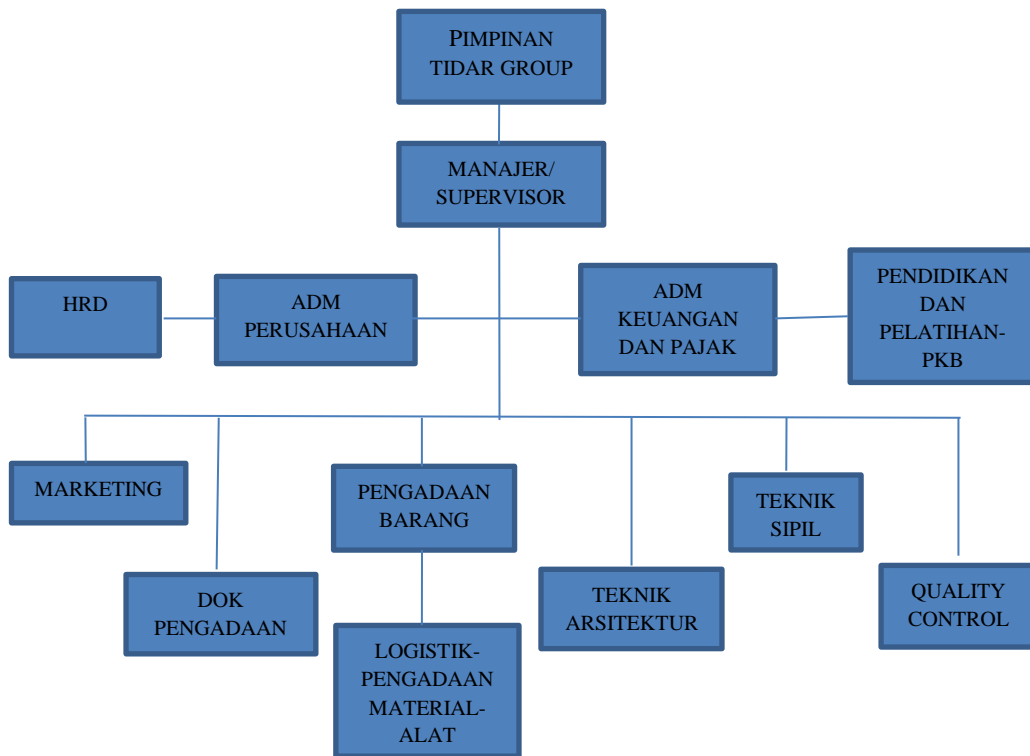 PIMPINAN
TIDAR GROUP
MANAJER/
SUPERVISOR
HRD
ADM
PERUSAHAAN
ADM
KEUANGAN
DAN PAJAK
PENDIDIKAN
DAN
PELATIHAN-
PKB
MARKETING
PENGADAAN
BARANG
TEKNIK
SIPIL
DOK
PENGADAAN
TEKNIK
ARSITEKTUR
QUALITY
CONTROL
LOGISTIK-
PENGADAAN
MATERIAL-
ALAT